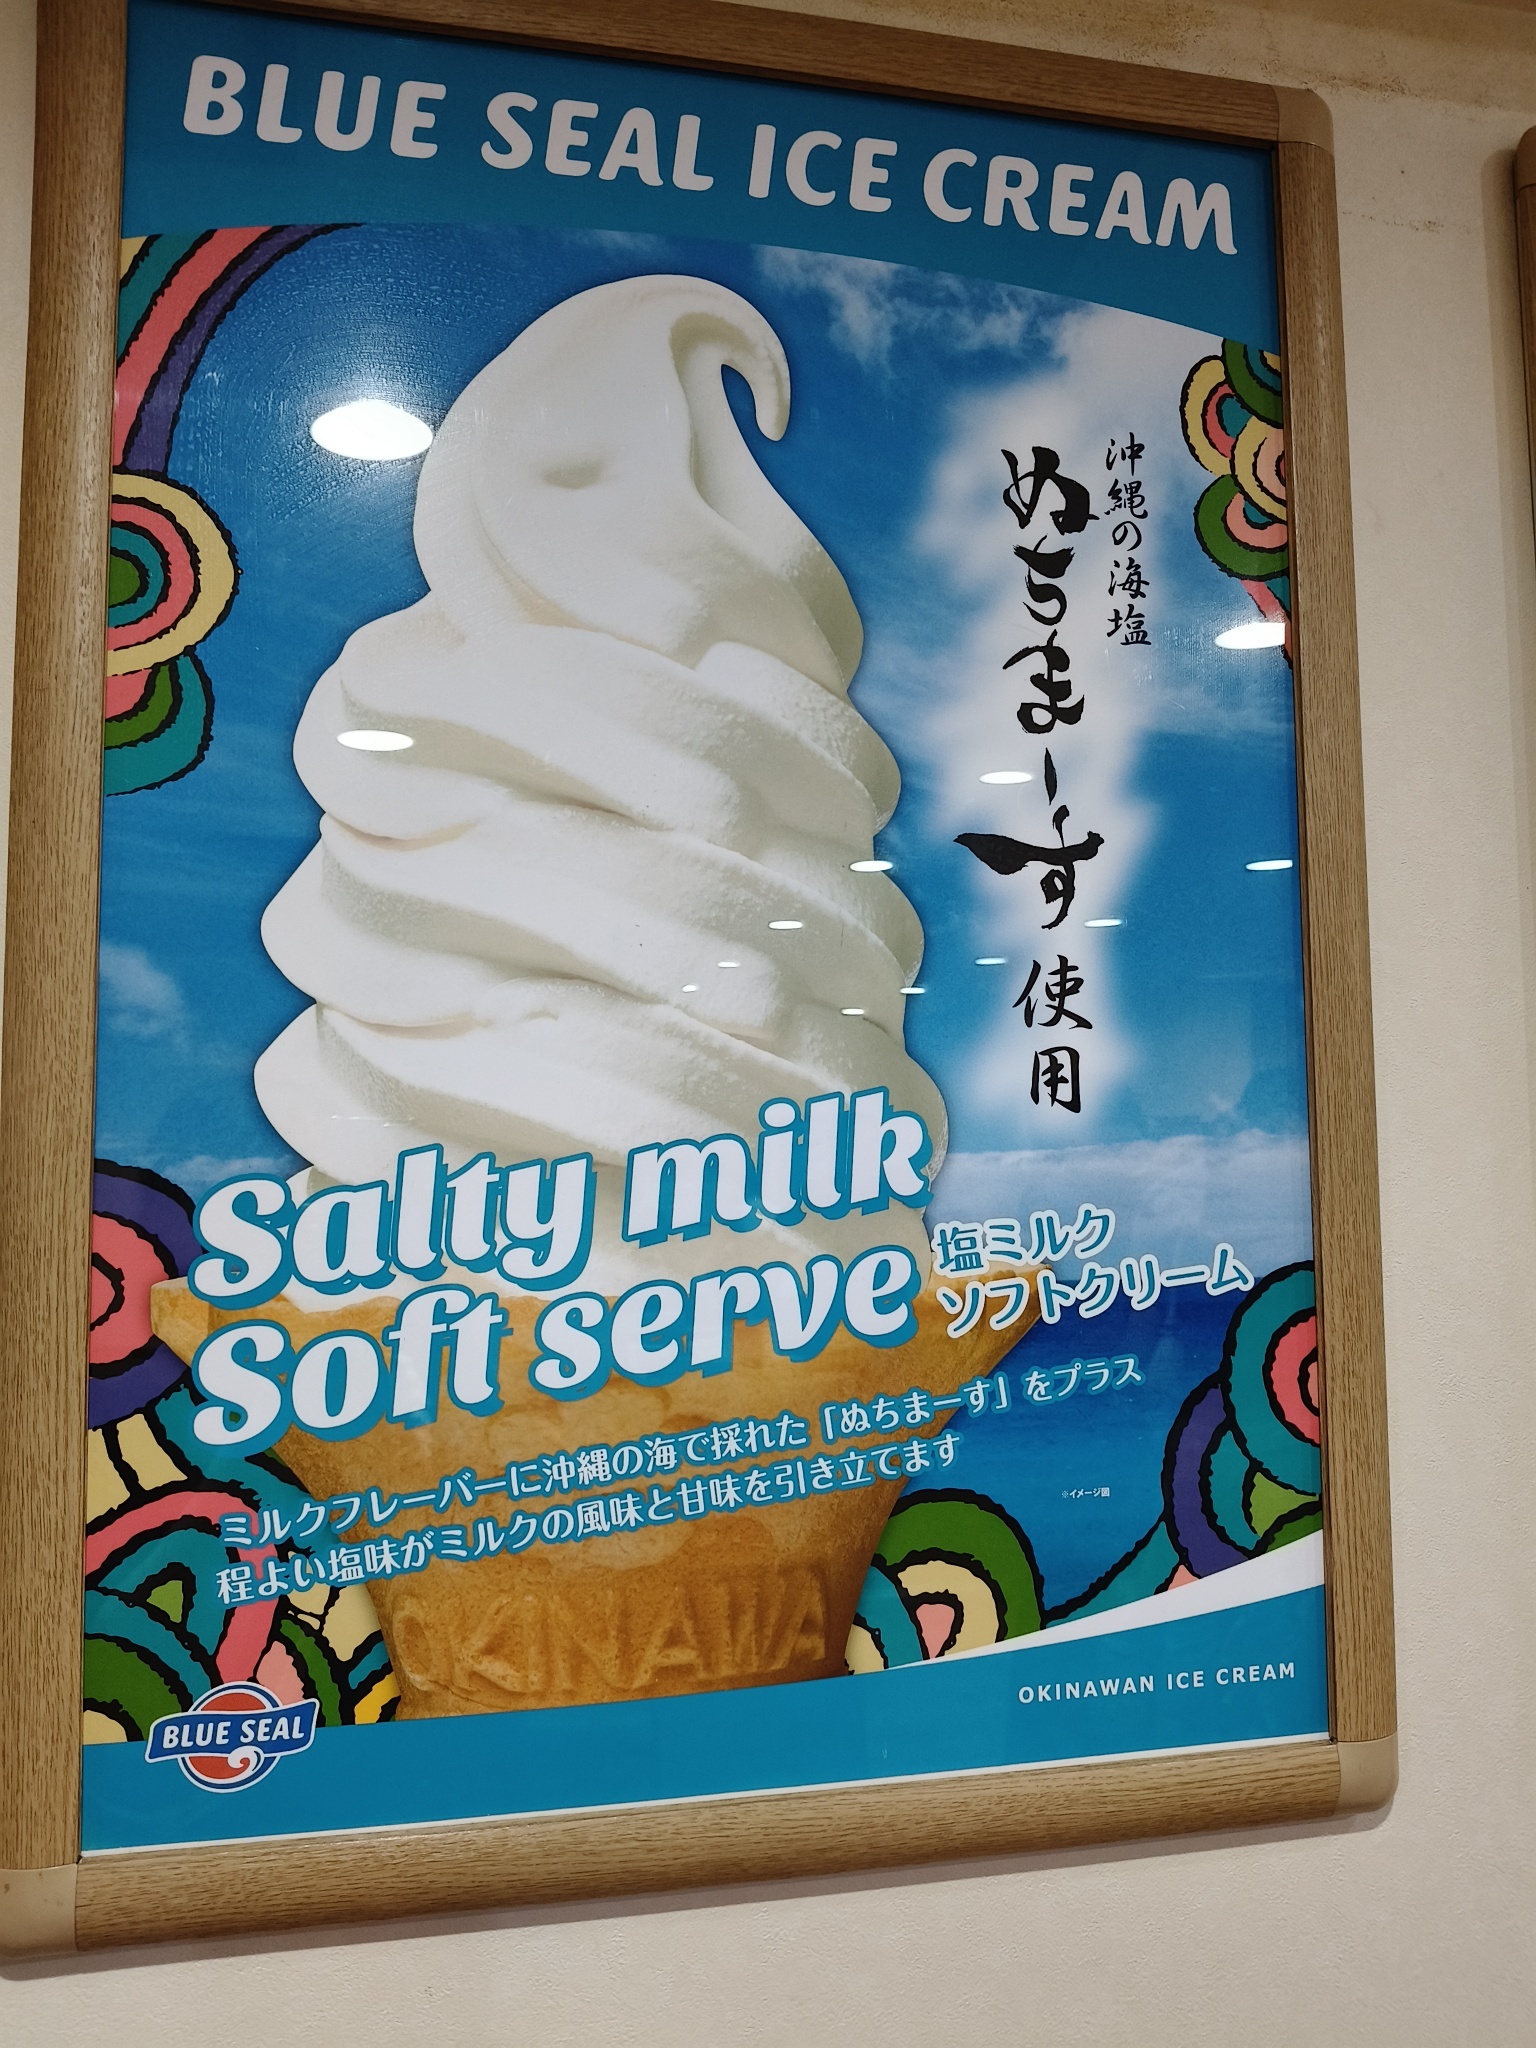 BLUE SEAL ICE CREAM
沖縄の海塩
ぬちまーす使用
Salty milk
Soft serve
塩ミルク
ソフトクリーム
ミルクフレーバーに沖縄の海で採れた「ぬちまーす」をプラス
程よい塩味がミルクの風味と甘味を引き立てます
※イメージ図
OKINAWA
OKINAWAN ICE CREAM
BLUE SEAL